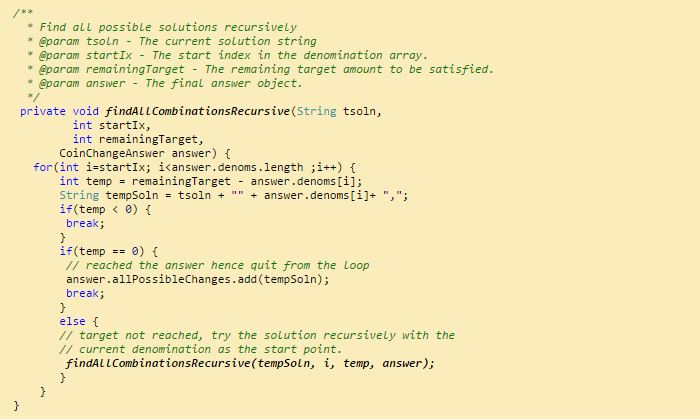 /**
 * Find all possible solutions recursively
 * @param tsoln - The current solution string
 * @param startIx - The start index in the denomination array.
 * @param remainingTarget - The remaining target amount to be satisfied.
 * @param answer - The final answer object.
 */
private void findAllCombinationsRecursive(String tsoln,
        int startIx,
        int remainingTarget,
      CoinChangeAnswer answer) {
  for(int i=startIx; i<answer.denoms.length ;i++) {
      int temp = remainingTarget - answer.denoms[i];
      String tempSoln = tsoln + "" + answer.denoms[i]+ ",";
      if(temp < 0) {
       break;
      }
      if(temp == 0) {
       // reached the answer hence quit from the loop
       answer.allPossibleChanges.add(tempSoln);
       break;
      }
      else {
      // target not reached, try the solution recursively with the
      // current denomination as the start point.
       findAllCombinationsRecursive(tempSoln, i, temp, answer);
      }
   }
}